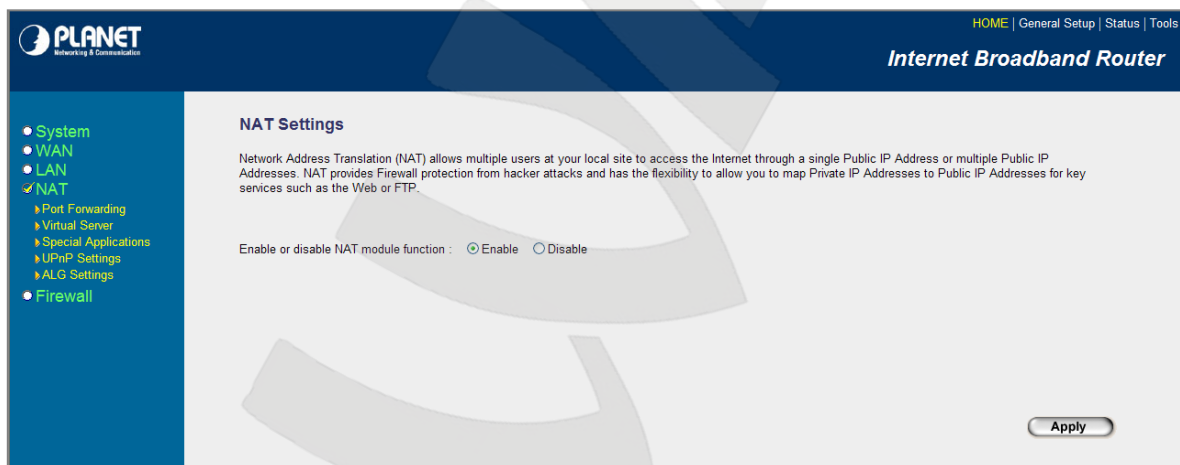 PLANET
Networking & Communication
HOME | General Setup | Status | Tools
Internet Broadband Router
System
WAN
LAN
NAT
Port Forwarding
Virtual Server
Special Applications
UPnP Settings
ALG Settings
Firewall
NAT Settings
Network Address Translation (NAT) allows multiple users at your local site to access the Internet through a single Public IP Address or multiple Public IP
Addresses. NAT provides Firewall protection from hacker attacks and has the flexibility to allow you to map Private IP Addresses to Public IP Addresses for key
services such as the Web or FTP.
Enable or disable NAT module function : Enable Disable
Apply